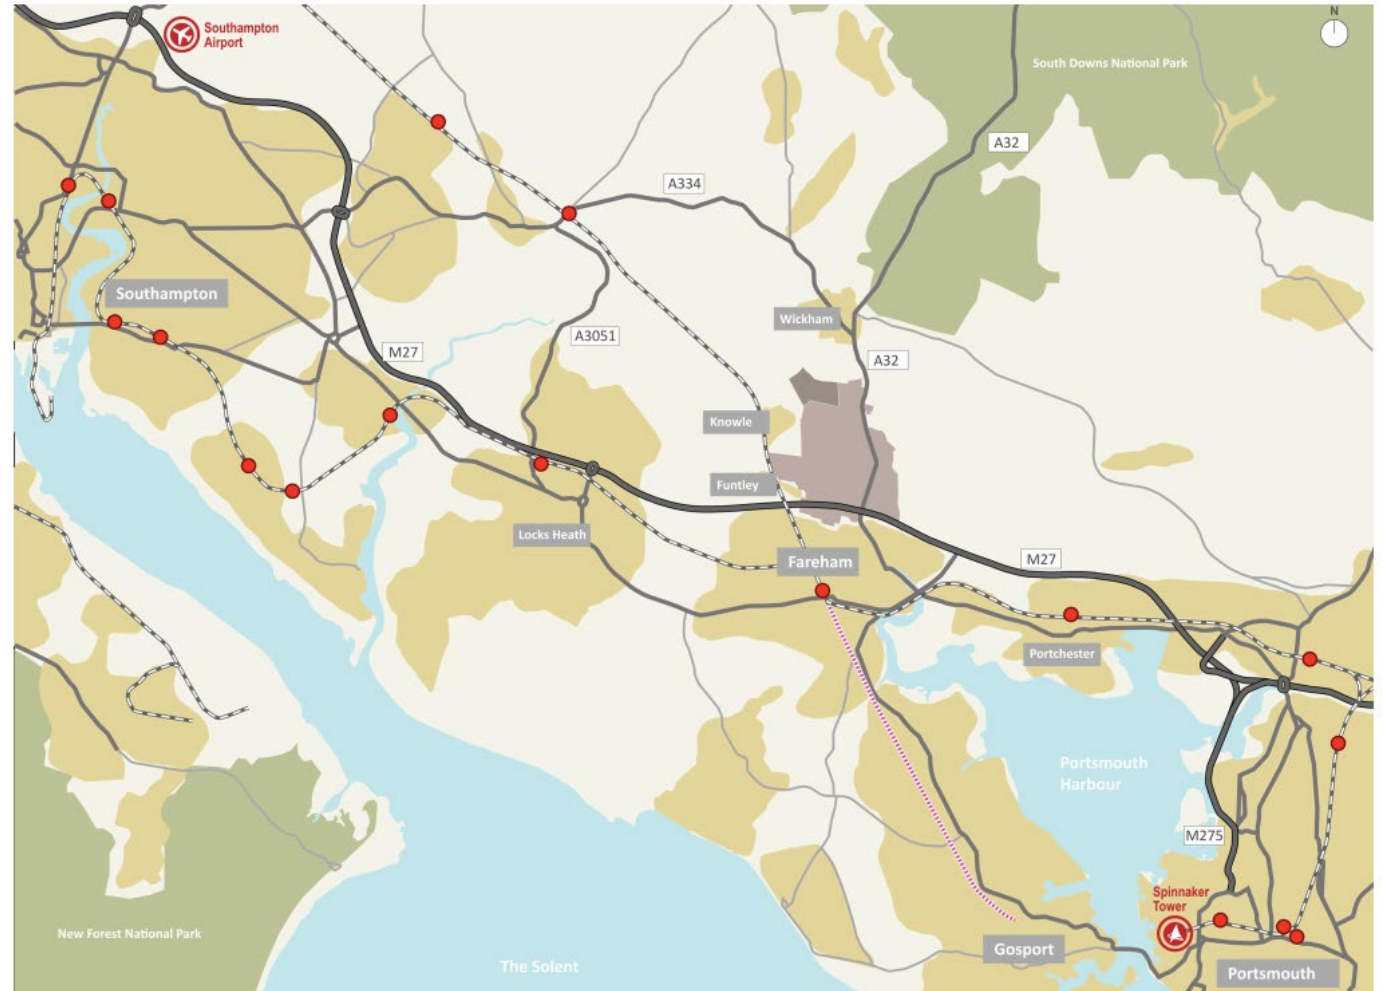 Southampton
Airport
N
South Downs National Park
A32
A334
Southampton
Wickham
A3051
M27
A32
Knowle
Funtley
Locks Heath
Fareham
M27
Portchester
Portsmouth
Harbour
M275
Spinnaker
Tower
New Forest National Park
Gosport
The Solent
Portsmouth